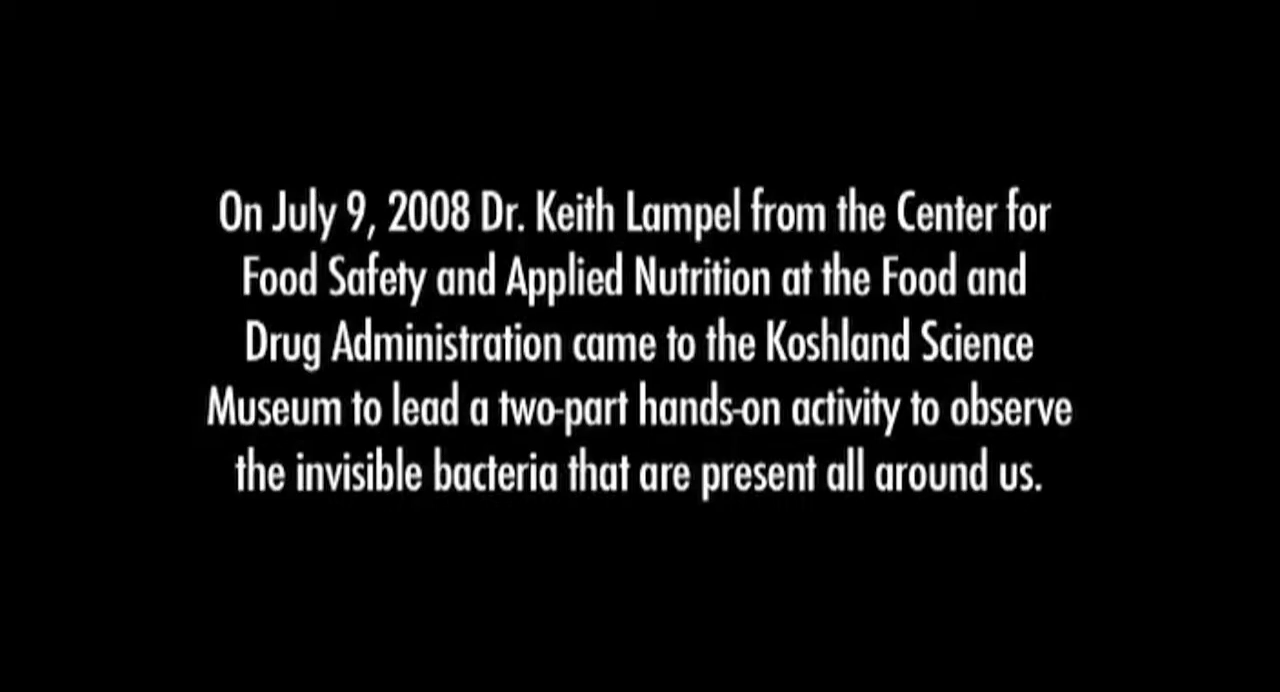 On July 9, 2008 Dr. Keith Lampel from the Center for
Food Safety and Applied Nutrition at the Food and
Drug Administration came to the Koshland Science
Museum to lead a two-part hands-on activity to observe
the invisible bacteria that are present all around us.